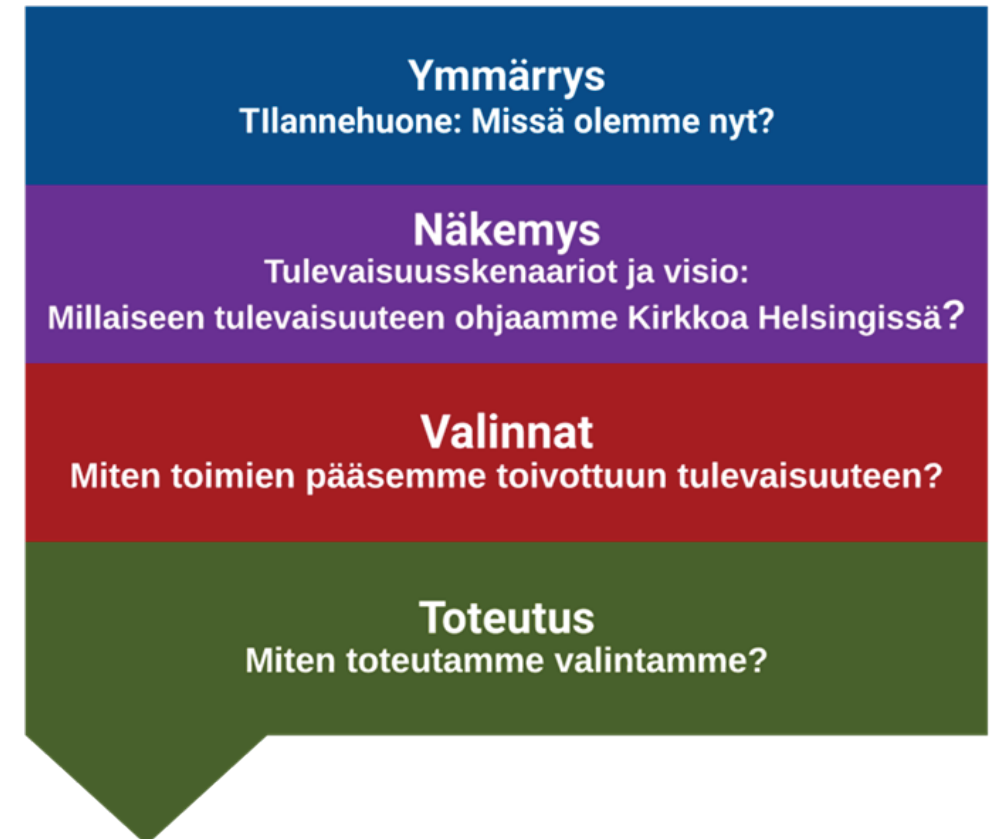 Ymmärrys
TIlannehuone: Missä olemme nyt?
Näkemys
Tulevaisuusskenaariot ja visio:
Millaiseen tulevaisuuteen ohjaamme Kirkkoa Helsingissä?
Valinnat
Miten toimien pääsemme toivottuun tulevaisuuteen?
Toteutus
Miten toteutamme valintamme?